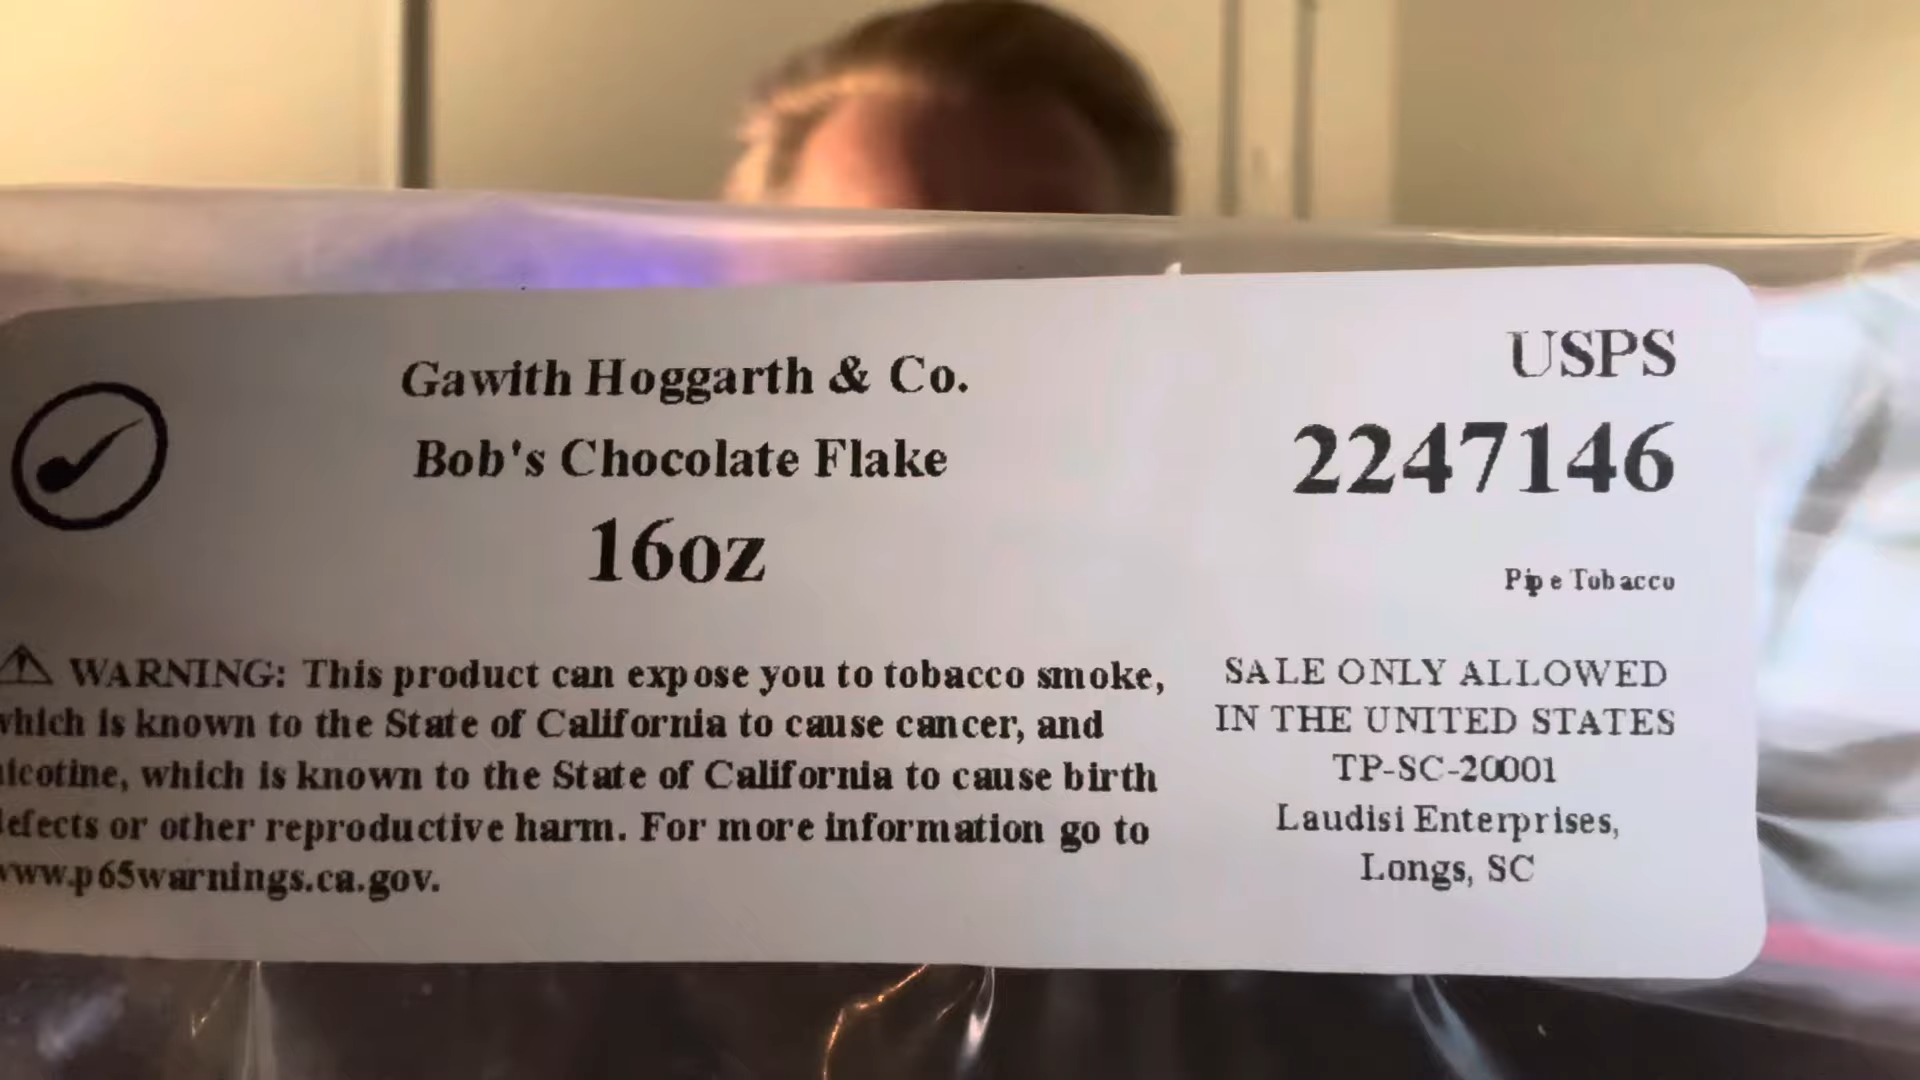 Gawith Hoggarth & Co.
Bob's Chocolate Flake
16oz
USPS
2247146
Pipe Tobacco
WARNING: This product can expose you to tobacco smoke,
which is known to the State of California to cause cancer, and
nicotine, which is known to the State of California to cause birth
defects or other reproductive harm. For more information go to
www.p65warnings.ca.gov.
SALE ONLY ALLOWED
IN THE UNITED STATES
TP-SC-20001
Laudisi Enterprises,
Longs, SC